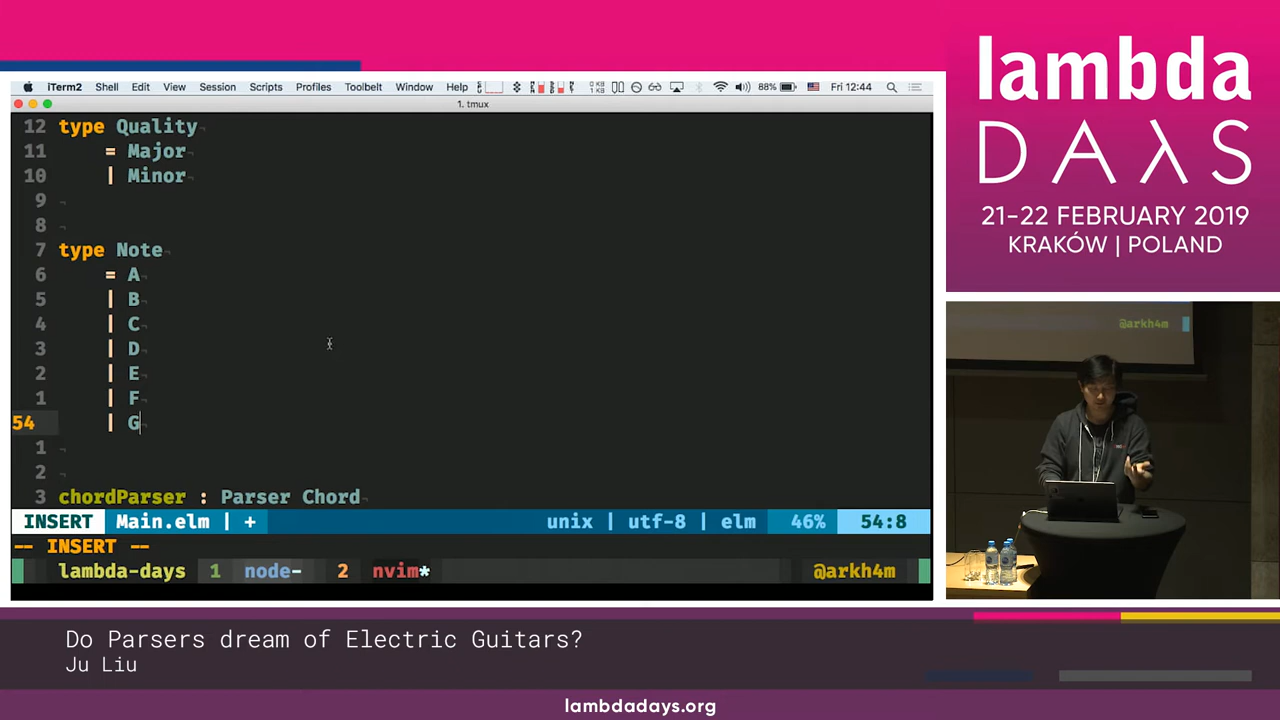 lambda
DAλS
21-22 FEBRUARY 2019
KRAKÓW | POLAND
iTerm2 Shell Edit View Session Scripts Profiles Toolbelt Window Help 88% Fri 12:44
1. tmux
12 type Quality¬
11 = Major¬
10 | Minor¬
9 ¬
8 ¬
7 type Note¬
6 = A¬
5 | B¬
4 | C¬
3 | D¬
2 | E¬
1 | F¬
54 | G¬
1 ¬
2 ¬
3 chordParser : Parser Chord¬
INSERT Main.elm | + unix | utf-8 | elm 46% 54:8
-- INSERT --
lambda-days 1 node- 2 nvim* @arkh4m
@arkh4m
Do Parsers dream of Electric Guitars?
Ju Liu
lambdadays.org